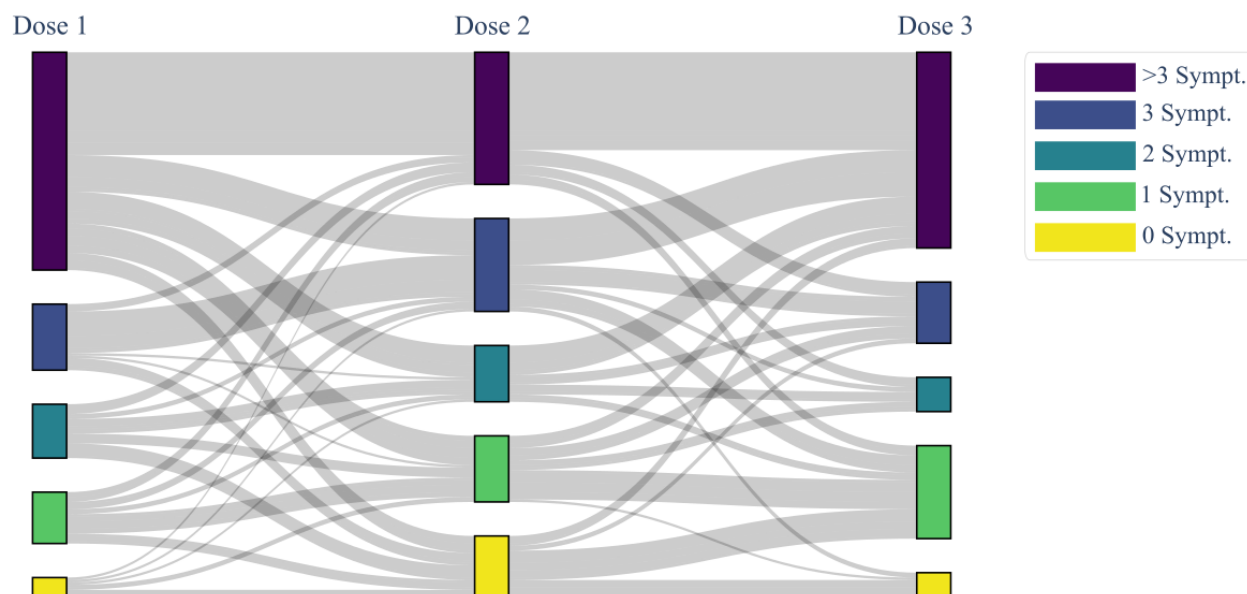 Dose 1
Dose 2
Dose 3
>3 Sympt.
3 Sympt.
2 Sympt.
1 Sympt.
0 Sympt.